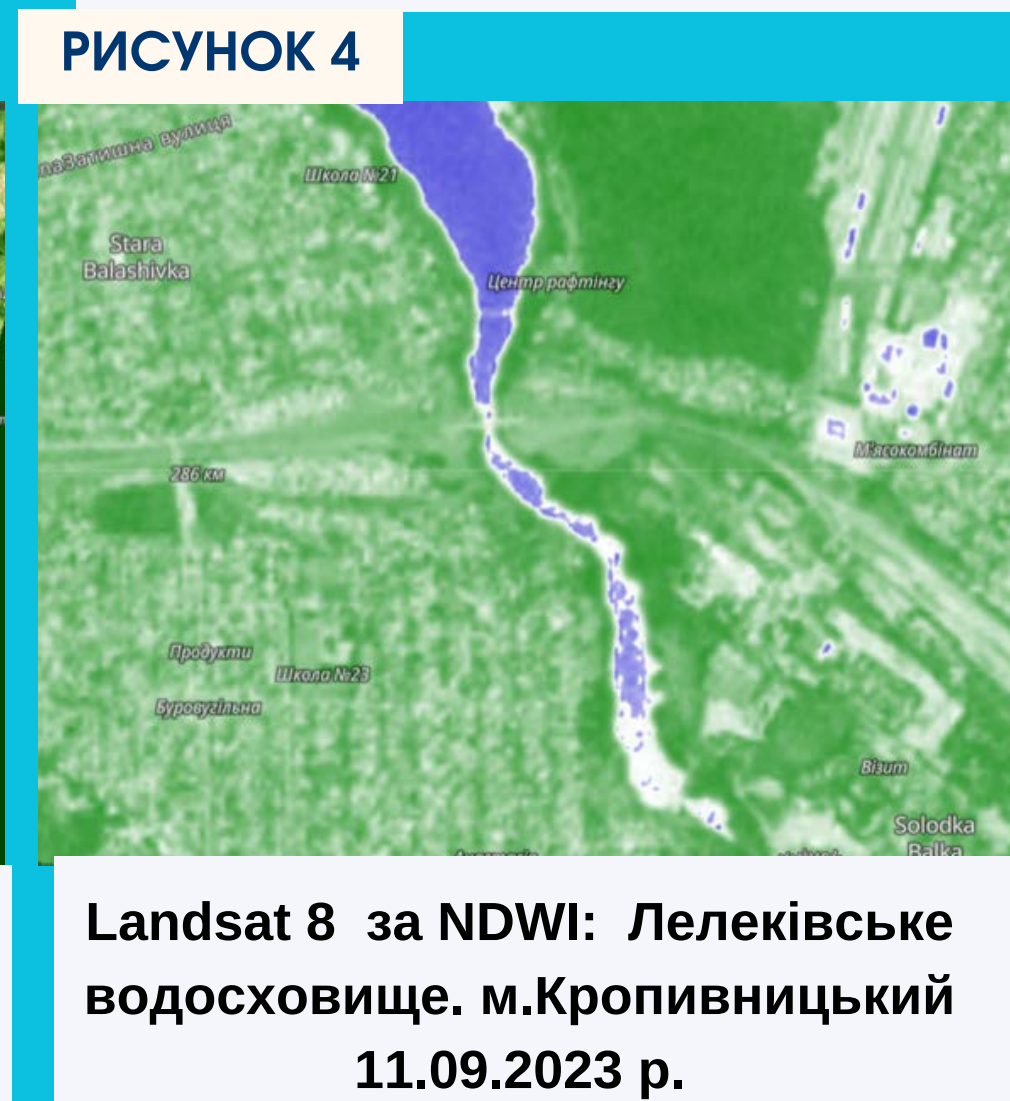 РИСУНОК 4
Затишна вулиця
Школа №21
Stara
Balashivka
Центр рафтінгу
М'ясокомбінат
286 км
Продукти
Школа №23
Буровугільна
Візит
Solodka
Balka
Landsat 8 за NDWI: Лелеківське
водосховище. м.Кропивницький
11.09.2023 р.